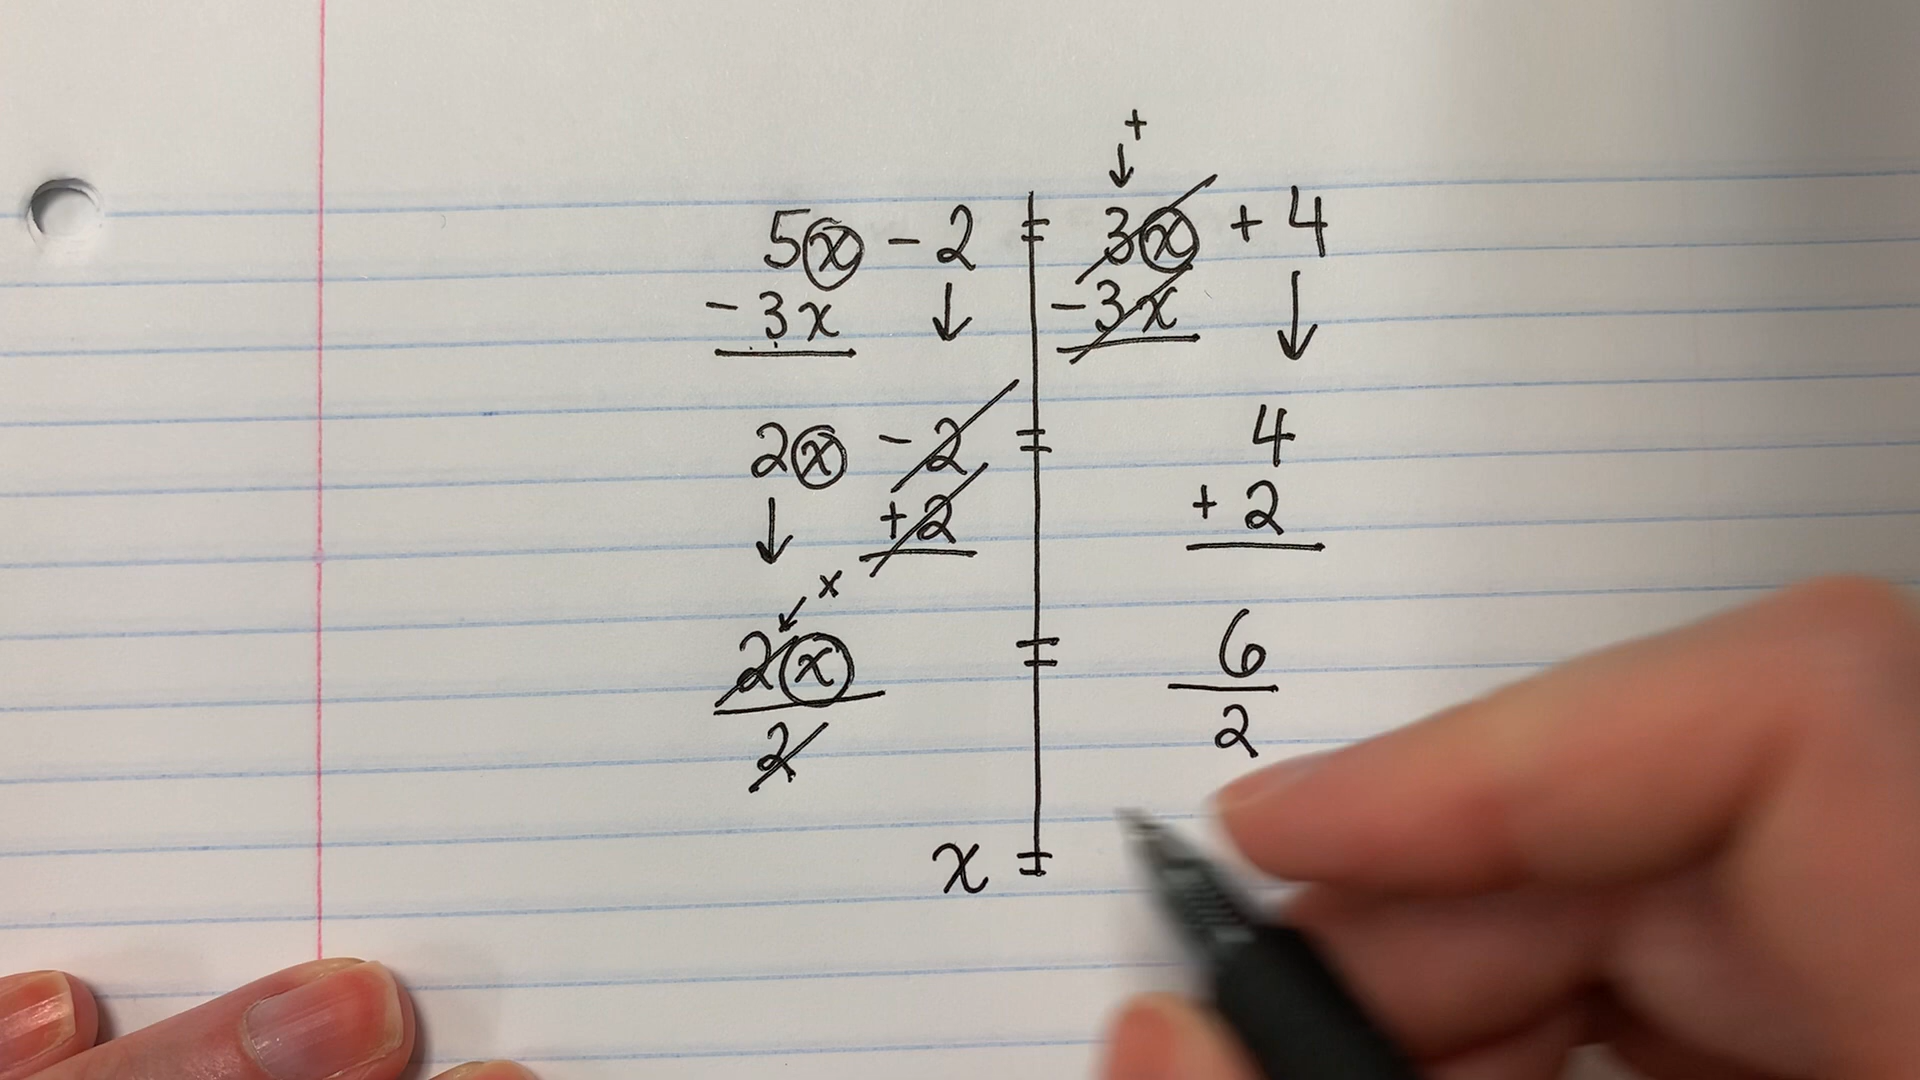 +
↓
5x - 2 = 3x + 4
- 3x ↓ - 3x ↓
2x - 2 = 4
↓ + 2 + 2
↙ x
2x = 6
2 2
x =